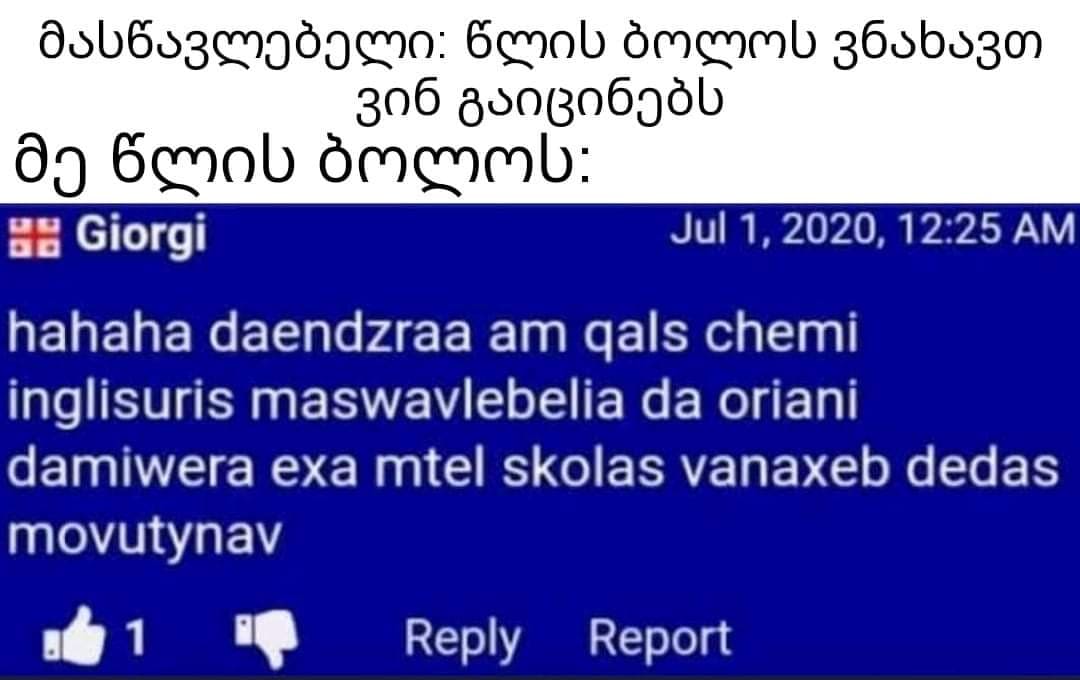 მასწავლებელი: წლის ბოლოს ვნახავთ
ვინ გაიცინებს
მე წლის ბოლოს:
Giorgi Jul 1, 2020, 12:25 AM
hahaha daendzraa am qals chemi
inglisuris maswavlebelia da oriani
damiwera exa mtel skolas vanaxeb dedas
movutynav
1 Reply Report